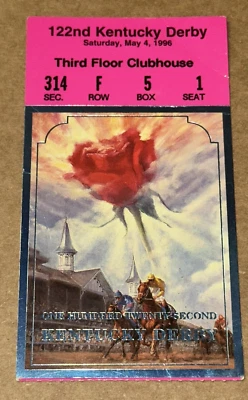 122nd Kentucky Derby
Saturday, May 4, 1996
Third Floor Clubhouse
314 F 5 1
SEC. ROW BOX SEAT
ONE HUNDRED TWENTY-SECOND
KENTUCKY DERBY